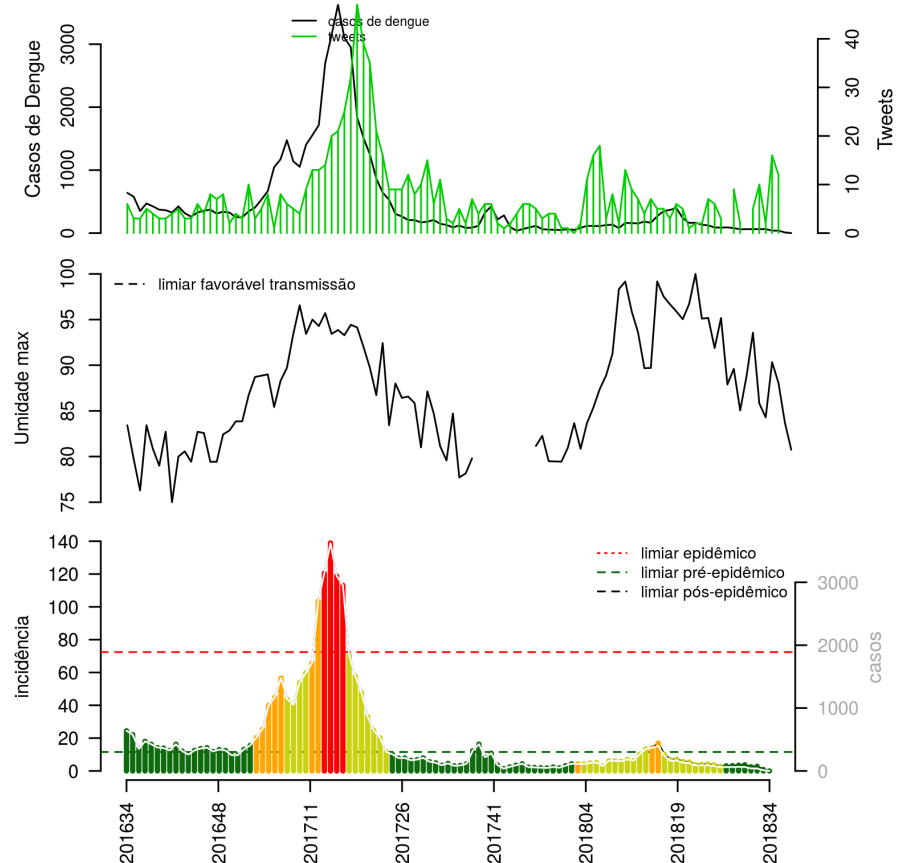 casos de dengue
tweets
Casos de Dengue
0 1000 2000 3000
Tweets
0 10 20 30 40
limiar favorável transmissão
Umidade max
75 80 85 90 95 100
limiar epidêmico
limiar pré-epidêmico
limiar pós-epidêmico
incidência
0 20 40 60 80 100 120 140
casos
0 1000 2000 3000
201634 201648 201711 201726 201741 201804 201819 201834